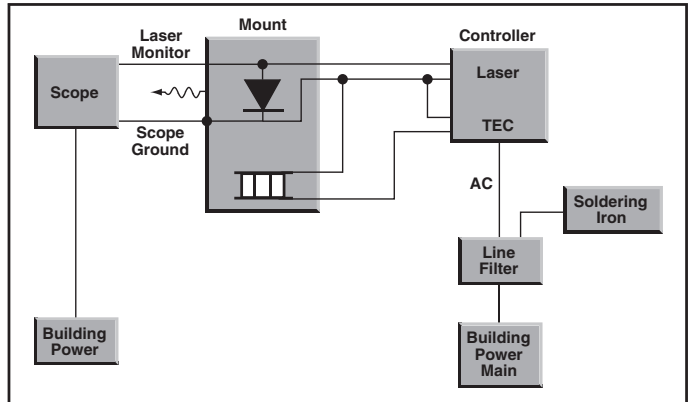 Mount
Laser
Monitor
Controller
Scope
Laser
Scope
Ground
TEC
AC
Soldering
Iron
Line
Filter
Building
Power
Building
Power
Main